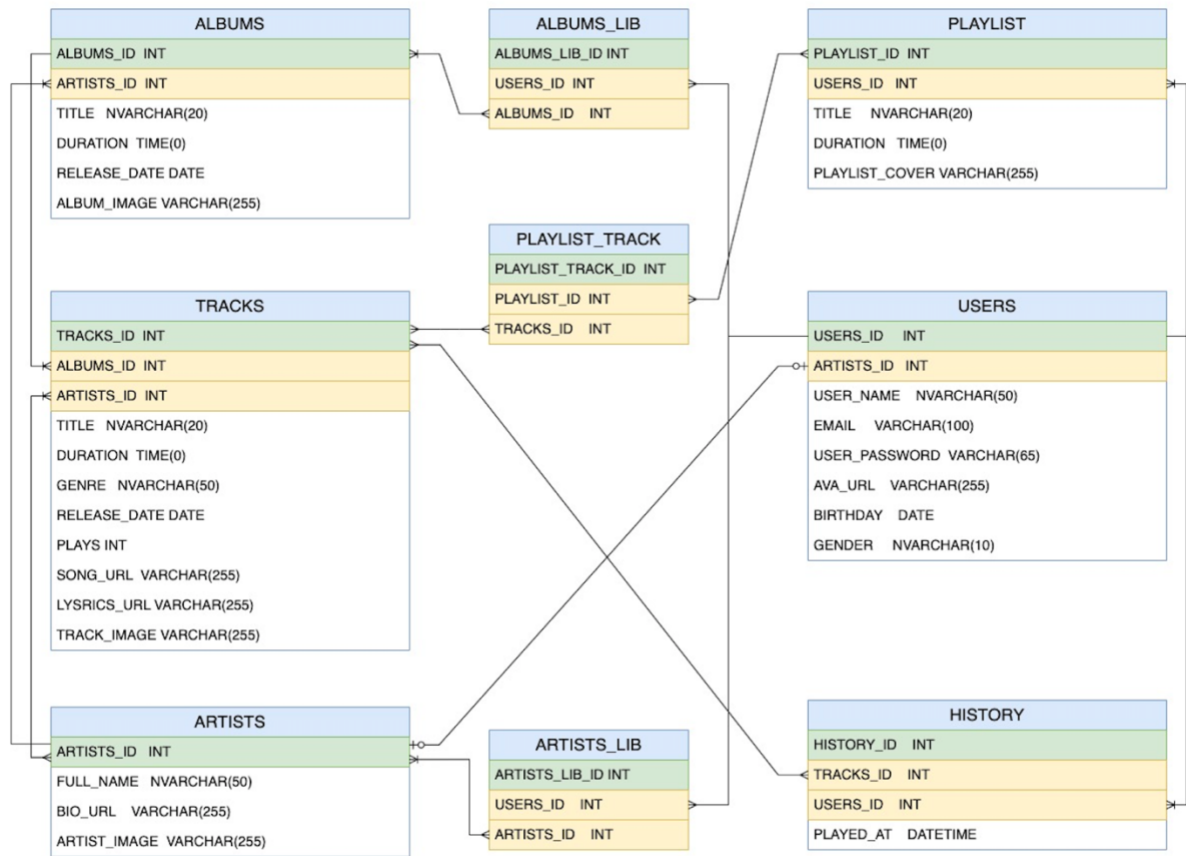 ALBUMS
ALBUMS_ID INT
ARTISTS_ID INT
TITLE NVARCHAR(20)
DURATION TIME(0)
RELEASE_DATE DATE
ALBUM_IMAGE VARCHAR(255)
ALBUMS_LIB
ALBUMS_LIB_ID INT
USERS_ID INT
ALBUMS_ID INT
PLAYLIST
PLAYLIST_ID INT
USERS_ID INT
TITLE NVARCHAR(20)
DURATION TIME(0)
PLAYLIST_COVER VARCHAR(255)
PLAYLIST_TRACK
PLAYLIST_TRACK_ID INT
PLAYLIST_ID INT
TRACKS_ID INT
TRACKS
TRACKS_ID INT
ALBUMS_ID INT
ARTISTS_ID INT
TITLE NVARCHAR(20)
DURATION TIME(0)
GENRE NVARCHAR(50)
RELEASE_DATE DATE
PLAYS INT
SONG_URL VARCHAR(255)
LYSRICS_URL VARCHAR(255)
TRACK_IMAGE VARCHAR(255)
USERS
USERS_ID INT
ARTISTS_ID INT
USER_NAME NVARCHAR(50)
EMAIL VARCHAR(100)
USER_PASSWORD VARCHAR(65)
AVA_URL VARCHAR(255)
BIRTHDAY DATE
GENDER NVARCHAR(10)
ARTISTS
ARTISTS_ID INT
FULL_NAME NVARCHAR(50)
BIO_URL VARCHAR(255)
ARTIST_IMAGE VARCHAR(255)
ARTISTS_LIB
ARTISTS_LIB_ID INT
USERS_ID INT
ARTISTS_ID INT
HISTORY
HISTORY_ID INT
TRACKS_ID INT
USERS_ID INT
PLAYED_AT DATETIME